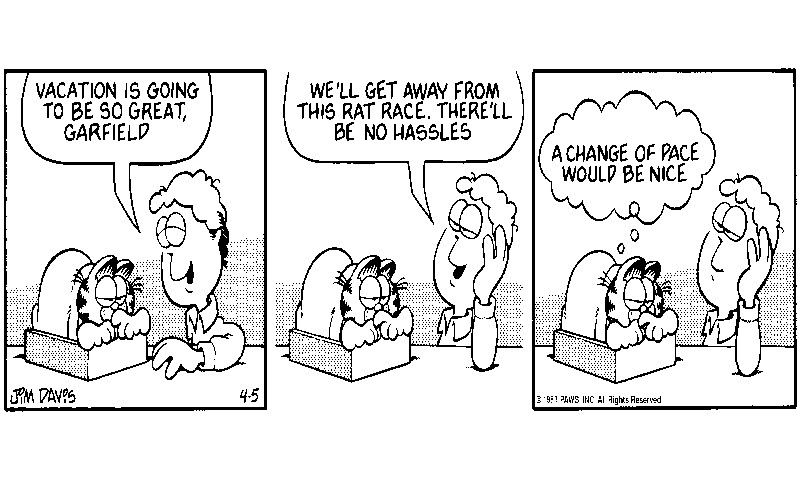 VACATION IS GOING
TO BE SO GREAT,
GARFIELD
WE'LL GET AWAY FROM
THIS RAT RACE. THERE'LL
BE NO HASSLES
A CHANGE OF PACE
WOULD BE NICE
JIM DAVIS
4-5
PAWS INC All Rights Reserved